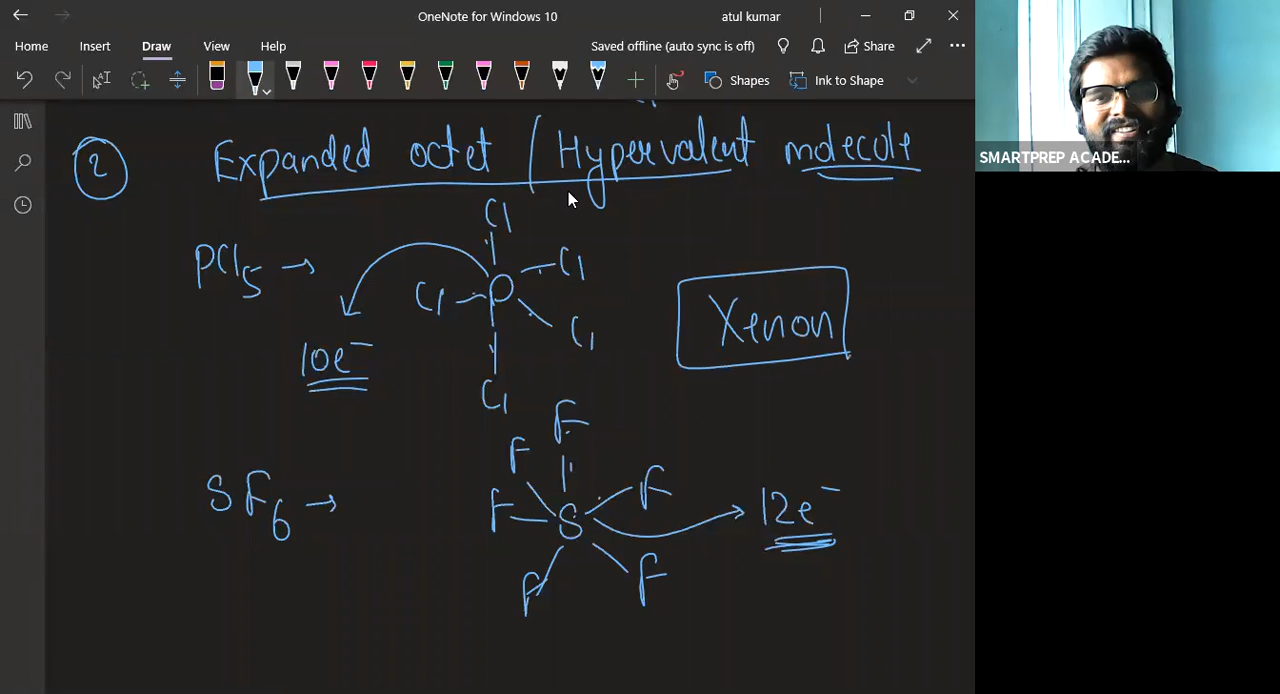 OneNote for Windows 10
atul kumar
Home Insert Draw View Help
Saved offline (auto sync is off) Share
Shapes Ink to Shape
SMARTPREP ACADE...
2 Expanded octet / Hypervalent molecule
Cl
PCl5 → Cl P Cl
Cl
Xenon
10e⁻
Cl
F
F
SF6 → F S F → 12e⁻
F F